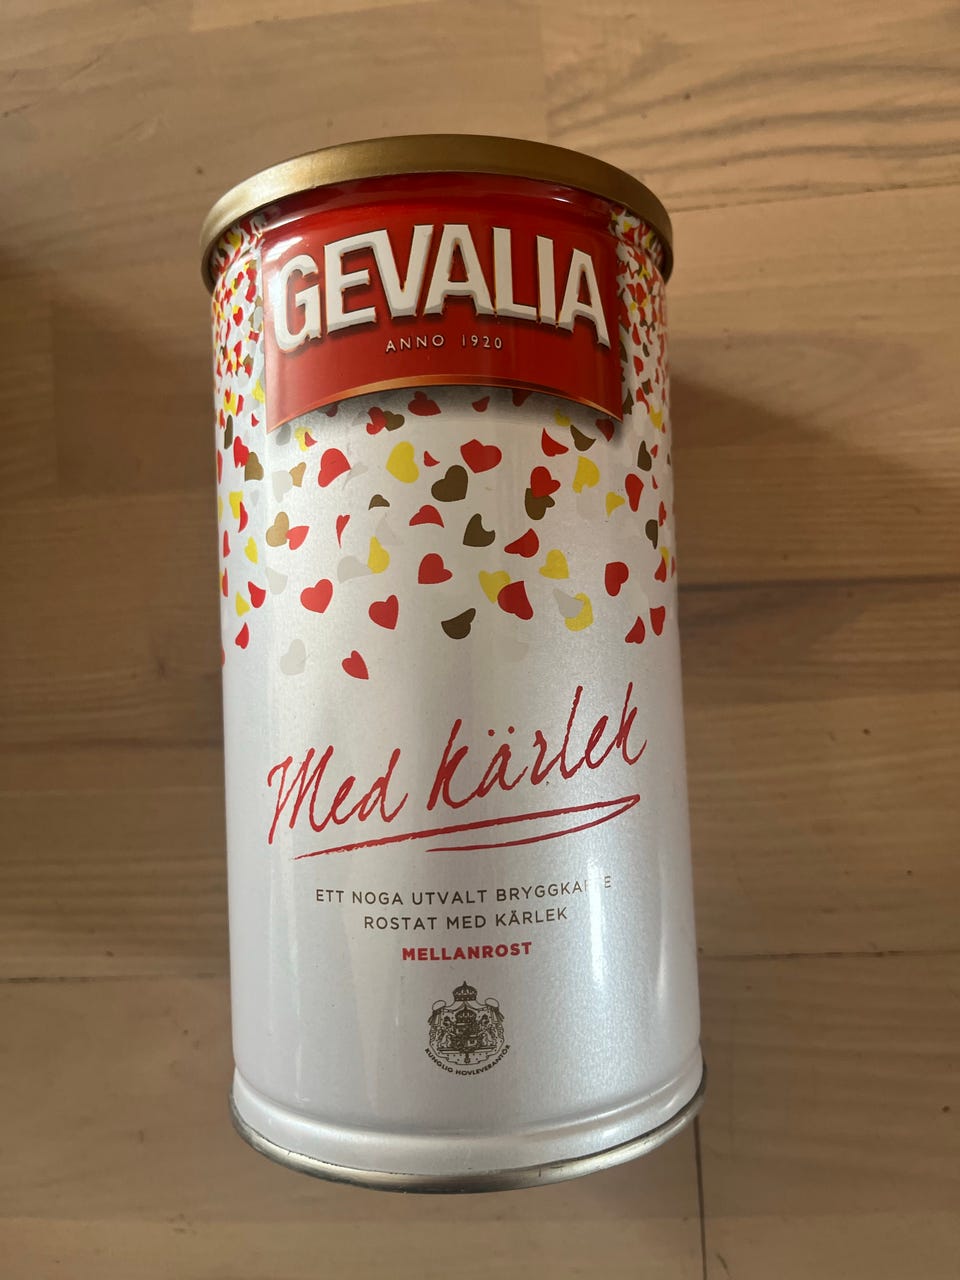 GEVALIA
ANNO 1920
Med kärlek
ETT NOGA UTVALT BRYGGKAFFE
ROSTAT MED KÄRLEK
MELLANROST
KUNGLIG HOVLEVERANTÖR